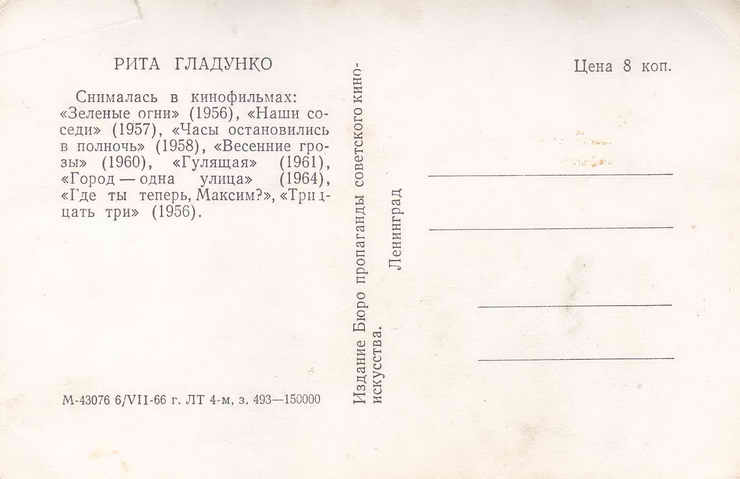 РИТА ГЛАДУНКО
Снималась в кинофильмах:
«Зеленые огни» (1956), «Наши со-
седи» (1957), «Часы остановились
в полночь» (1958), «Весенние гро-
зы» (1960), «Гулящая» (1961),
«Город — одна улица» (1964),
«Где ты теперь, Максим?», «Трид-
цать три» (1956).
М-43076 6/VII-66 г. ЛТ 4-м, з. 493—150000
Издание Бюро пропаганды советского кино-
искусства.
Ленинград
Цена 8 коп.